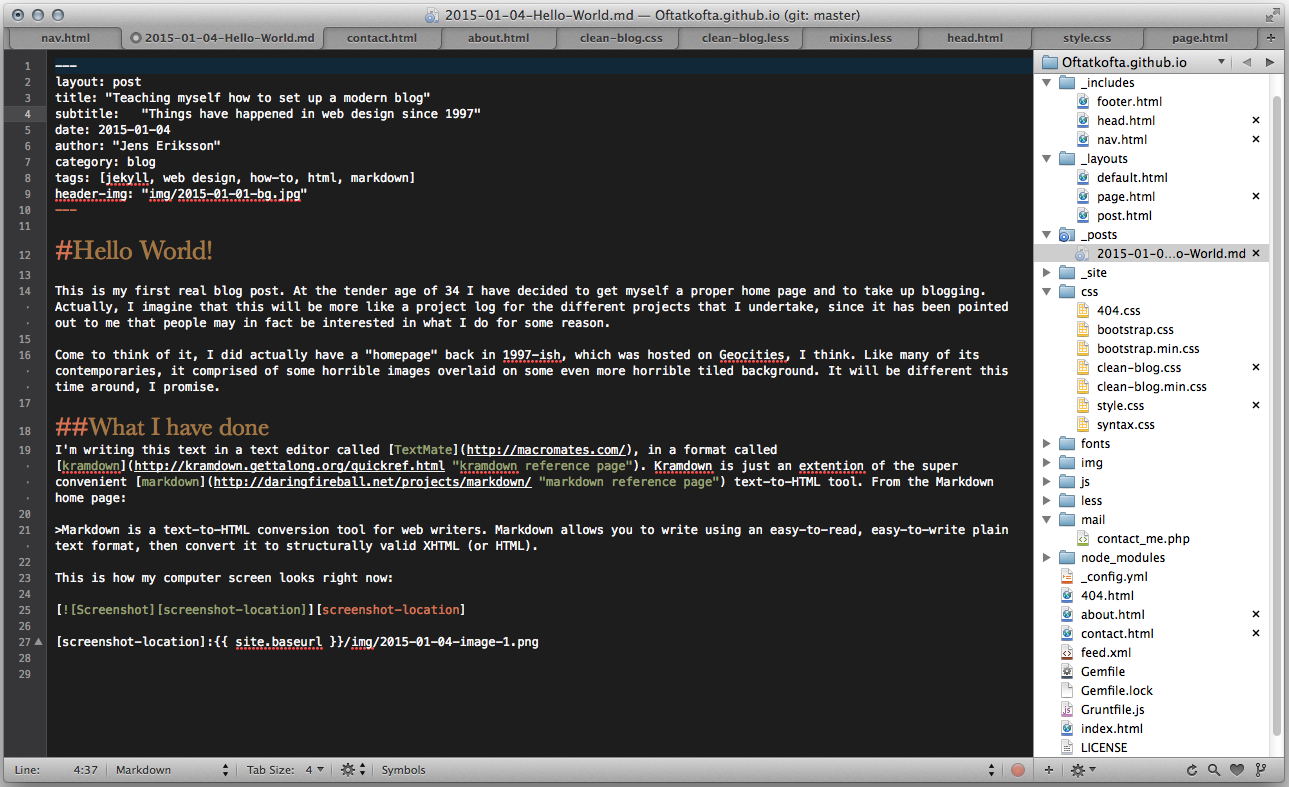 2015-01-04-Hello-World.md — Oftatkofta.github.io (git: master)
nav.html
2015-01-04-Hello-World.md
contact.html
about.html
clean-blog.css
clean-blog.less
mixins.less
head.html
style.css
page.html
+
1 ---
2 layout: post
3 title: "Teaching myself how to set up a modern blog"
4 subtitle:   "Things have happened in web design since 1997"
5 date: 2015-01-04
6 author: "Jens Eriksson"
7 category: blog
8 tags: [jekyll, web design, how-to, html, markdown]
9 header-img: "img/2015-01-01-bg.jpg"
10 ---
11
12 #Hello World!
13
14 This is my first real blog post. At the tender age of 34 I have decided to get myself a proper home page and to take up blogging.
· Actually, I imagine that this will be more like a project log for the different projects that I undertake, since it has been pointed
· out to me that people may in fact be interested in what I do for some reason.
15
16 Come to think of it, I did actually have a "homepage" back in 1997-ish, which was hosted on Geocities, I think. Like many of its
· contemporaries, it comprised of some horrible images overlaid on some even more horrible tiled background. It will be different this
· time around, I promise.
17
18 ##What I have done
19 I'm writing this text in a text editor called [TextMate](http://macromates.com/), in a format called
· [kramdown](http://kramdown.gettalong.org/quickref.html "kramdown reference page"). Kramdown is just an extention of the super
· convenient [markdown](http://daringfireball.net/projects/markdown/ "markdown reference page") text-to-HTML tool. From the Markdown
· home page:
20
21 >Markdown is a text-to-HTML conversion tool for web writers. Markdown allows you to write using an easy-to-read, easy-to-write plain
· text format, then convert it to structurally valid XHTML (or HTML).
22
23 This is how my computer screen looks right now:
24
25 [![Screenshot][screenshot-location]][screenshot-location]
26
27 [screenshot-location]:{{ site.baseurl }}/img/2015-01-04-image-1.png
28
29
Oftatkofta.github.io
_includes
footer.html
head.html
nav.html
_layouts
default.html
page.html
post.html
_posts
2015-01-0...o-World.md
_site
css
404.css
bootstrap.css
bootstrap.min.css
clean-blog.css
clean-blog.min.css
style.css
syntax.css
fonts
img
js
less
mail
contact_me.php
node_modules
_config.yml
404.html
about.html
contact.html
feed.xml
Gemfile
Gemfile.lock
Gruntfile.js
index.html
LICENSE
Line: 4:37 Markdown Tab Size: 4 Symbols
+